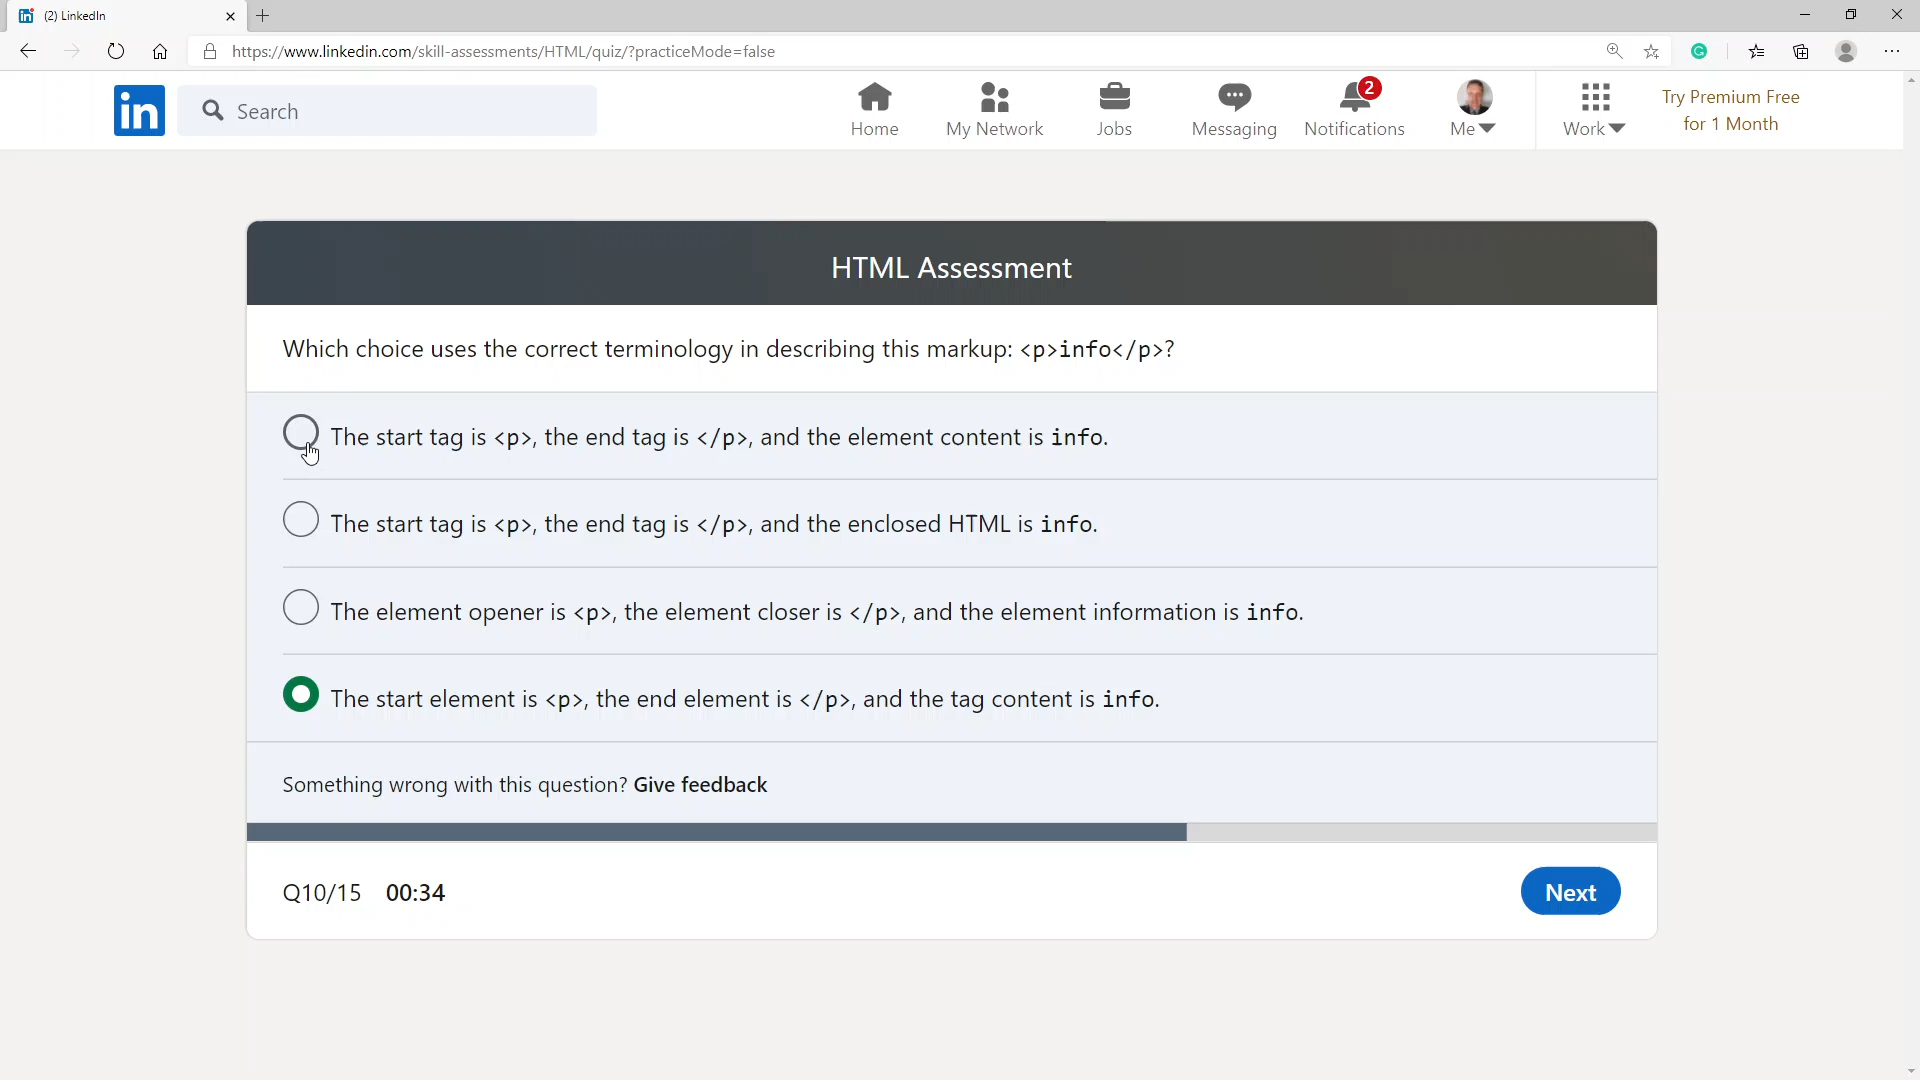 (2) LinkedIn
https://www.linkedin.com/skill-assessments/HTML/quiz/?practiceMode=false
in
Search
Home
My Network
Jobs
Messaging
2
Notifications
Me
Work
Try Premium Free
for 1 Month
HTML Assessment
Which choice uses the correct terminology in describing this markup: <p>info</p>?
The start tag is <p>, the end tag is </p>, and the element content is info.
The start tag is <p>, the end tag is </p>, and the enclosed HTML is info.
The element opener is <p>, the element closer is </p>, and the element information is info.
The start element is <p>, the end element is </p>, and the tag content is info.
Something wrong with this question? Give feedback
Q10/15 00:34
Next